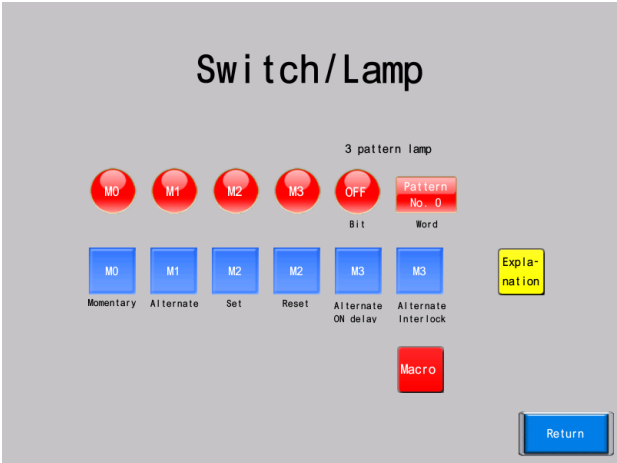 Switch/Lamp
3 pattern lamp
M0 M1 M2 M3 OFF Pattern
No. 0
Bit Word
M0 M1 M2 M2 M3 M3
Momentary Alternate Set Reset Alternate Alternate
ON delay Interlock
Expla-
nation
Macro
Return